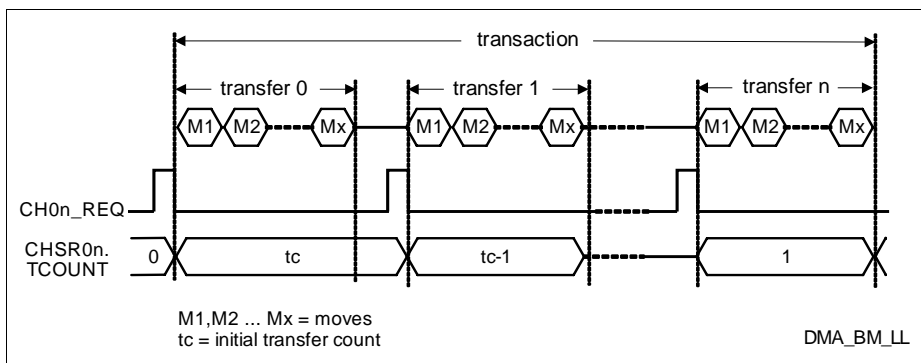 transaction
transfer 0 transfer 1 transfer n
M1 M2 Mx M1 M2 Mx M1 M2 Mx
CH0n_REQ
CHSR0n.
TCOUNT
0 tc tc-1 1
M1,M2 ... Mx = moves
tc = initial transfer count
DMA_BM_LL